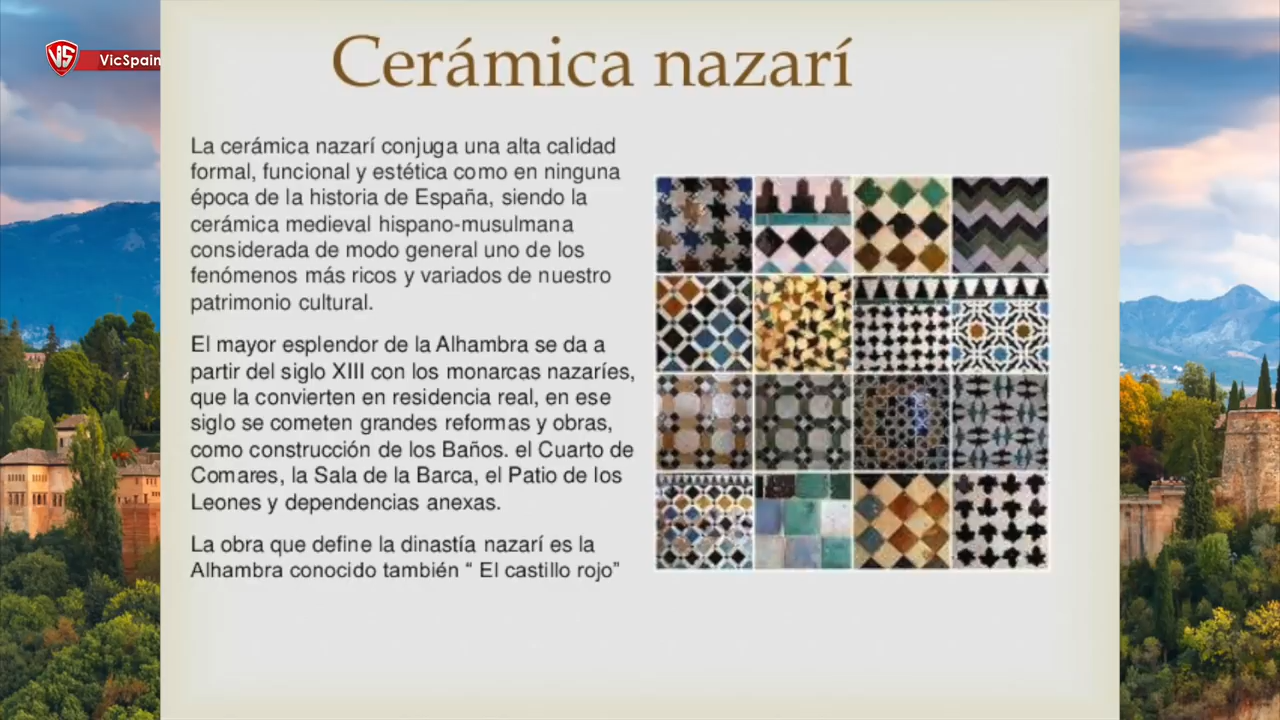 VS
VicSpain
Cerámica nazarí
La cerámica nazarí conjuga una alta calidad
formal, funcional y estética como en ninguna
época de la historia de España, siendo la
cerámica medieval hispano-musulmana
considerada de modo general uno de los
fenómenos más ricos y variados de nuestro
patrimonio cultural.
El mayor esplendor de la Alhambra se da a
partir del siglo XIII con los monarcas nazaríes,
que la convierten en residencia real, en ese
siglo se cometen grandes reformas y obras,
como construcción de los Baños. el Cuarto de
Comares, la Sala de la Barca, el Patio de los
Leones y dependencias anexas.
La obra que define la dinastía nazarí es la
Alhambra conocido también “ El castillo rojo”